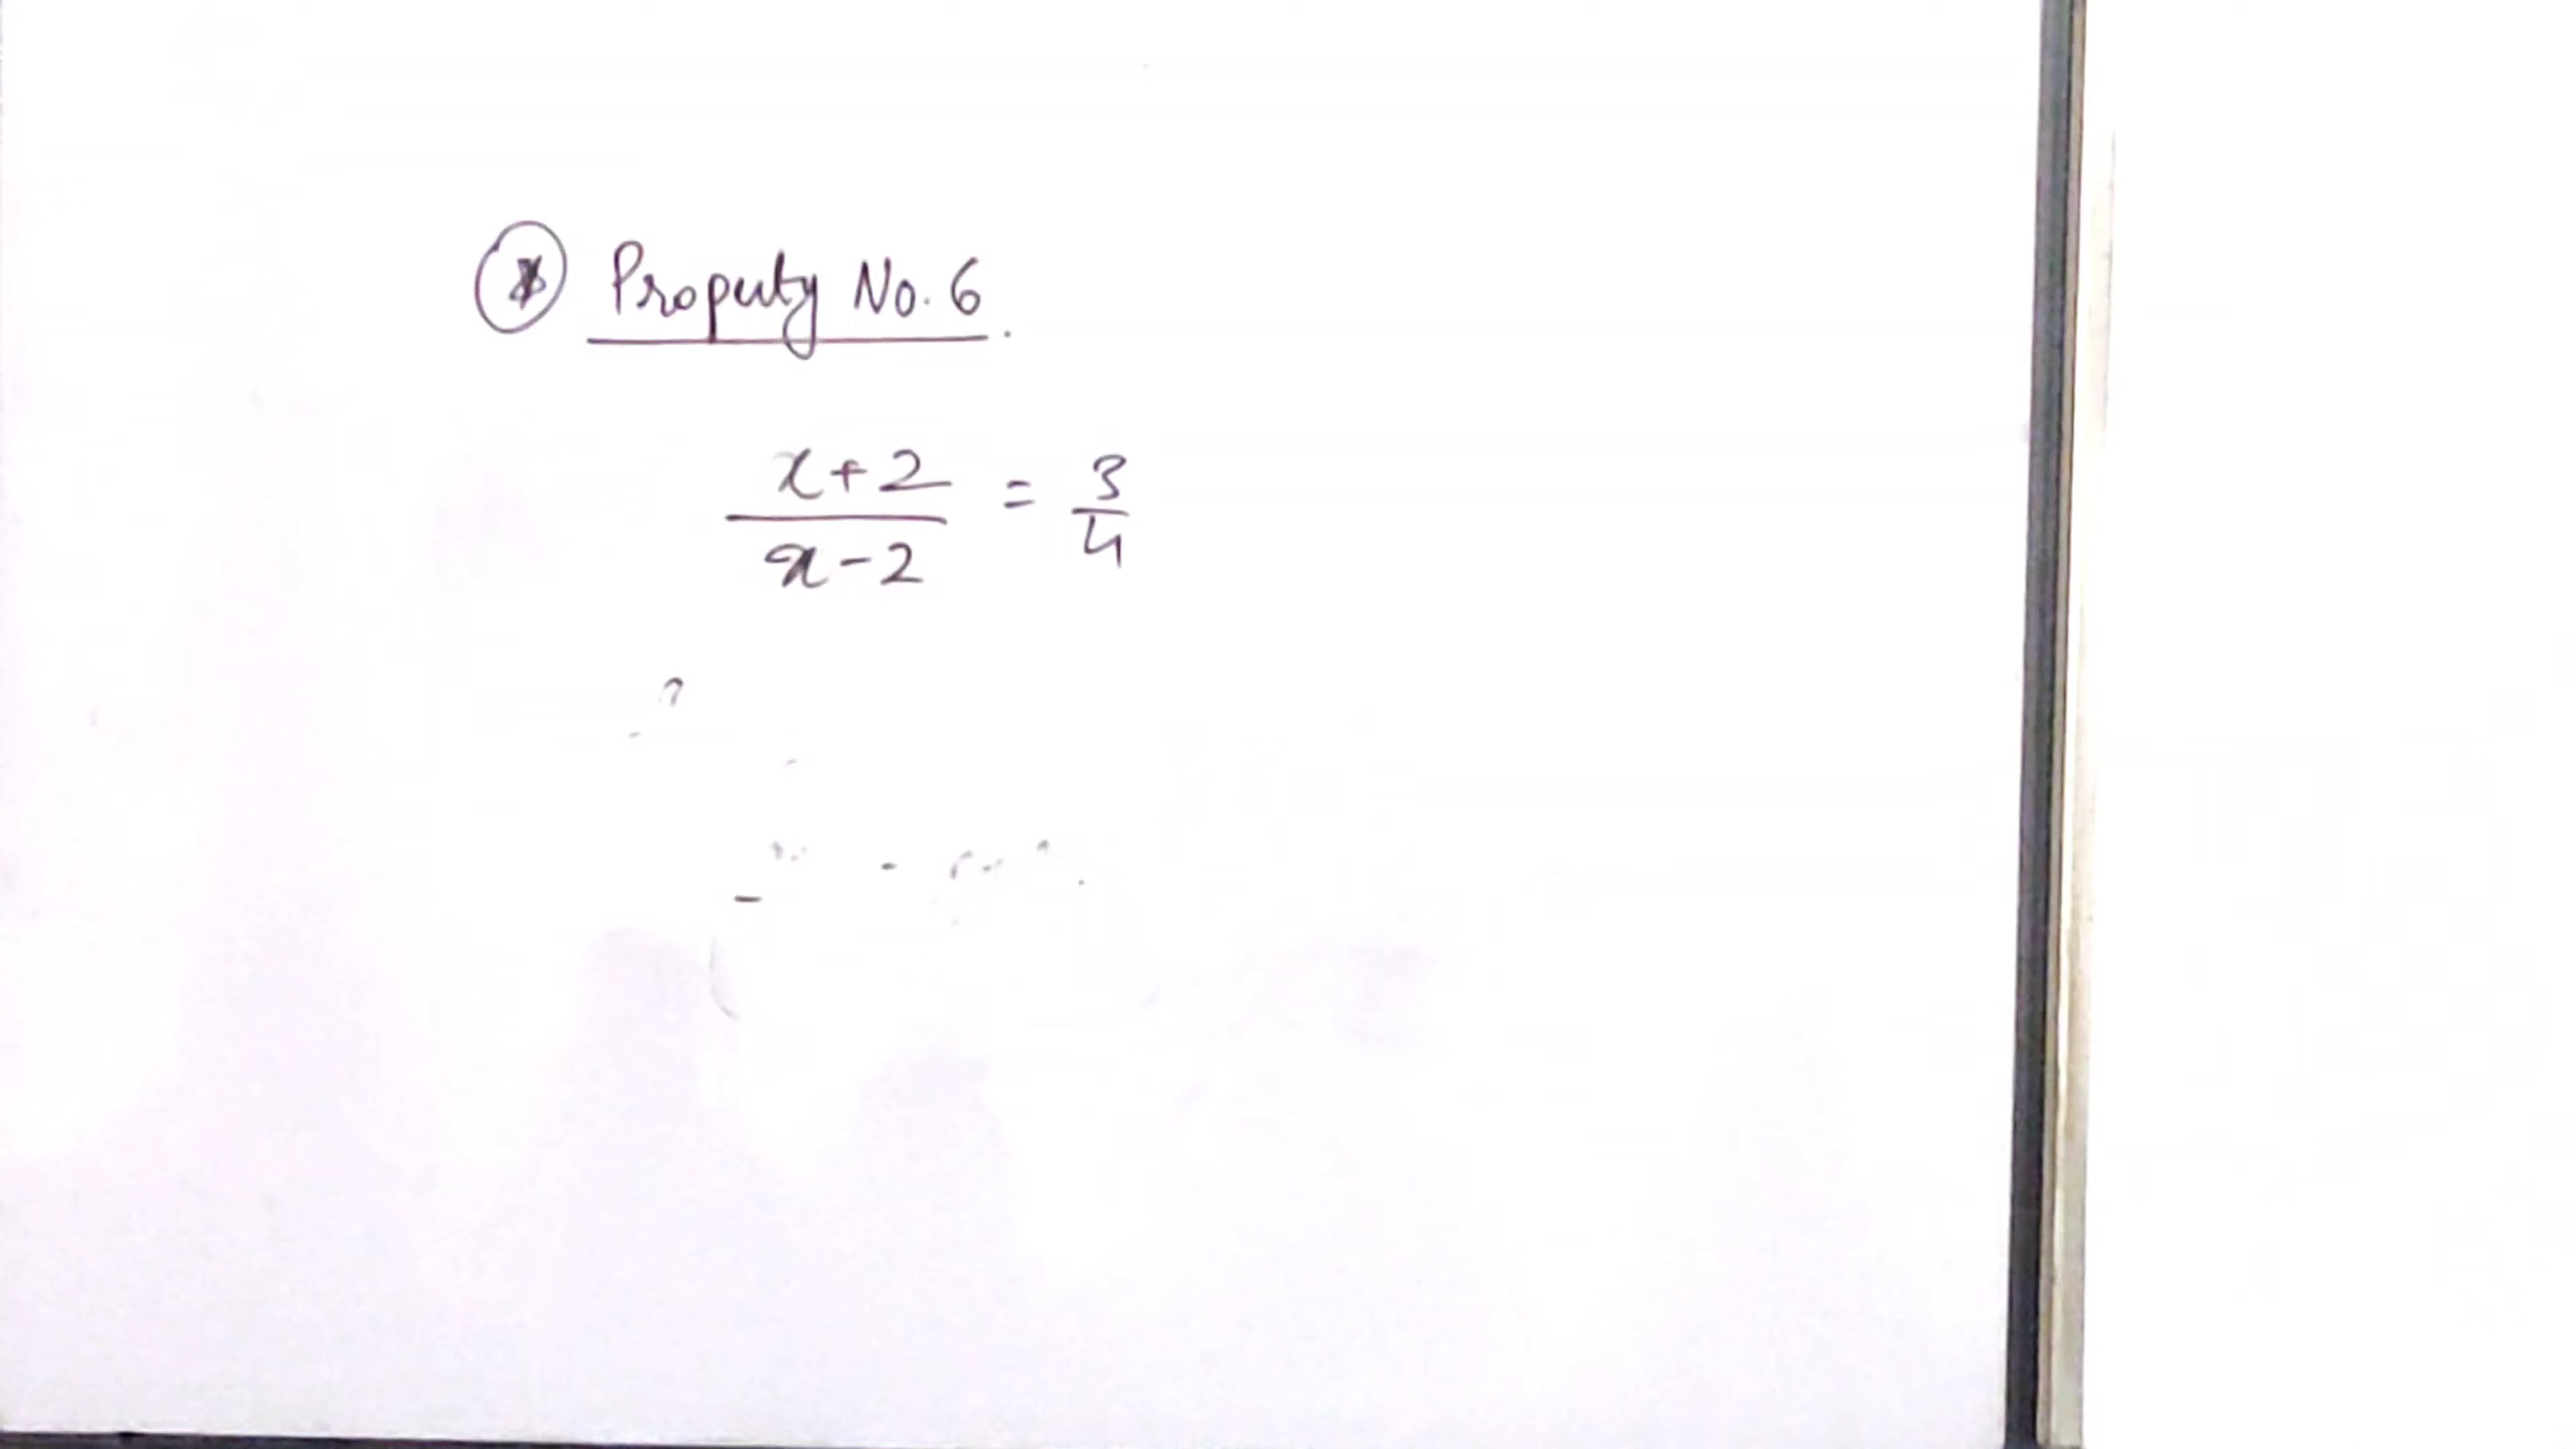 * Property No. 6.
x+2 / x-2 = 3/4